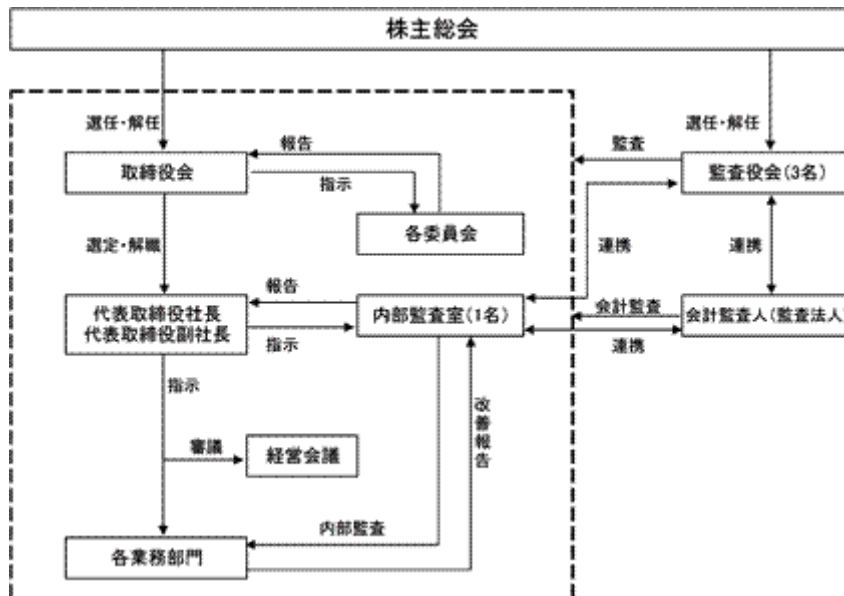 株主総会
選任・解任
選任・解任
報告
監査
取締役会
監査役会(3名)
指示
各委員会
選定・解職
連携
連携
報告
代表取締役社長
代表取締役副社長
内部監査室(1名)
会計監査
会計監査人(監査法人)
指示
連携
指示
改善報告
審議
経営会議
内部監査
各業務部門